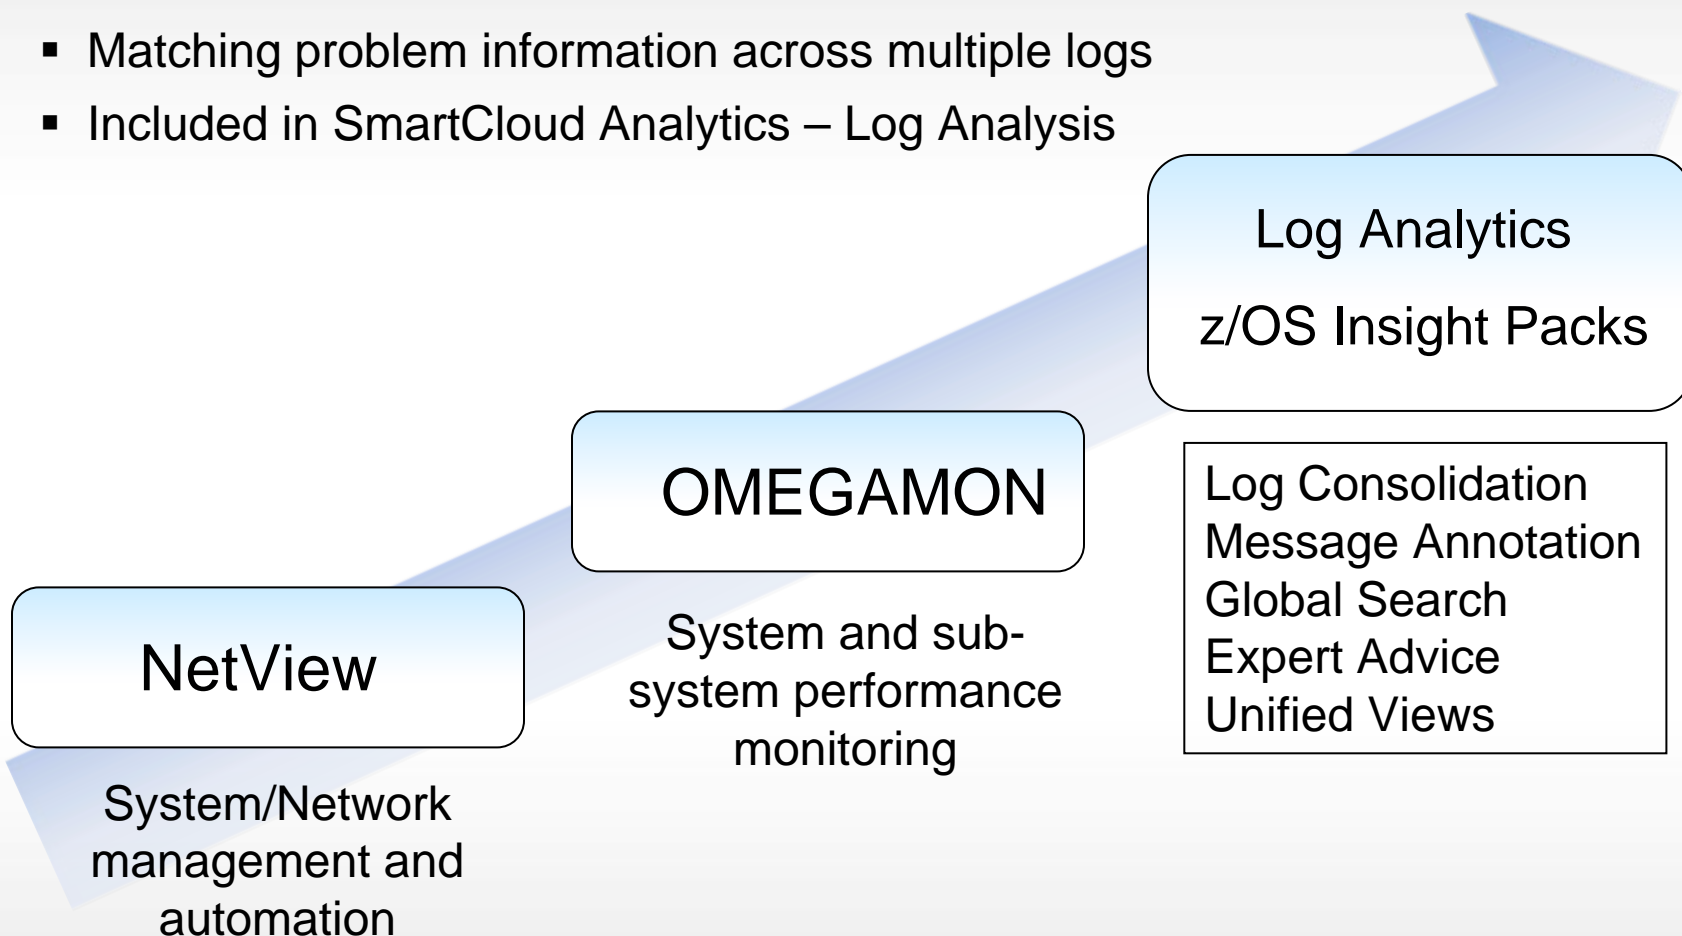 ▪ Matching problem information across multiple logs
▪ Included in SmartCloud Analytics – Log Analysis
Log Analytics
z/OS Insight Packs
Log Consolidation
Message Annotation
Global Search
Expert Advice
Unified Views
OMEGAMON
System and sub-
system performance
monitoring
NetView
System/Network
management and
automation